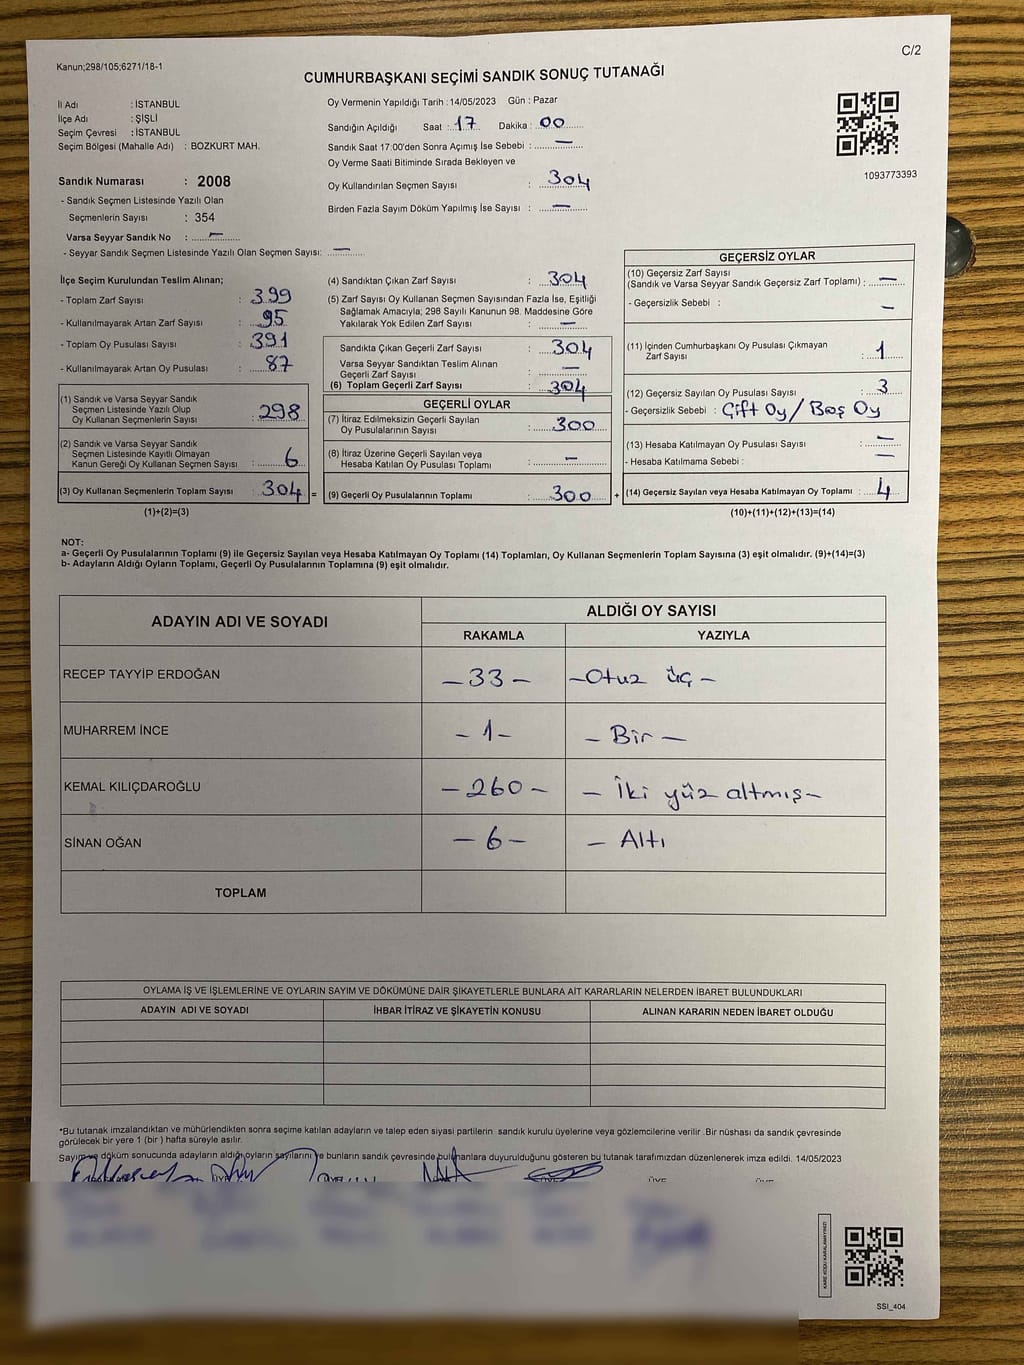 Kanun;298/105;6271/18-1
C/2
CUMHURBAŞKANI SEÇİMİ SANDIK SONUÇ TUTANAĞI
İl Adı : İSTANBUL
İlçe Adı : ŞİŞLİ
Seçim Çevresi : İSTANBUL
Seçim Bölgesi (Mahalle Adı) : BOZKURT MAH.
Sandık Numarası : 2008
- Sandık Seçmen Listesinde Yazılı Olan
Seçmenlerin Sayısı : 354
Varsa Seyyar Sandık No : —
- Seyyar Sandık Seçmen Listesinde Yazılı Olan Seçmen Sayısı: —
Oy Vermenin Yapıldığı Tarih :14/05/2023 Gün : Pazar
Sandığın Açıldığı Saat : 17 Dakika : 00
Sandık Saat 17:00'den Sonra Açımış İse Sebebi : —
Oy Verme Saati Bitiminde Sırada Bekleyen ve
Oy Kullandırılan Seçmen Sayısı : 304
Birden Fazla Sayım Döküm Yapılmış İse Sayısı : —
1093773393
İlçe Seçim Kurulundan Teslim Alınan;
- Toplam Zarf Sayısı : 399
- Kullanılmayarak Artan Zarf Sayısı : 95
- Toplam Oy Pusulası Sayısı : 391
- Kullanılmayarak Artan Oy Pusulası : 87
(1) Sandık ve Varsa Seyyar Sandık
Seçmen Listesinde Yazılı Olup
Oy Kullanan Seçmenlerin Sayısı : 298
(2) Sandık ve Varsa Seyyar Sandık
Seçmen Listesinde Kayıtlı Olmayan
Kanun Gereği Oy Kullanan Seçmen Sayısı : 6
(3) Oy Kullanan Seçmenlerin Toplam Sayısı : 304 =
(1)+(2)=(3)
(4) Sandıktan Çıkan Zarf Sayısı : 304
(5) Zarf Sayısı Oy Kullanan Seçmen Sayısından Fazla İse, Eşitliği
Sağlamak Amacıyla; 298 Sayılı Kanunun 98. Maddesine Göre
Yakılarak Yok Edilen Zarf Sayısı : —
Sandıkta Çıkan Geçerli Zarf Sayısı : 304
Varsa Seyyar Sandıktan Teslim Alınan
Geçerli Zarf Sayısı : —
(6) Toplam Geçerli Zarf Sayısı : 304
GEÇERLİ OYLAR
(7) İtiraz Edilmeksizin Geçerli Sayılan
Oy Pusulalarının Sayısı : 300
(8) İtiraz Üzerine Geçerli Sayılan veya
Hesaba Katılan Oy Pusulası Toplamı : —
(9) Geçerli Oy Pusulalarının Toplamı : 300 +
GEÇERSİZ OYLAR
(10) Geçersiz Zarf Sayısı
(Sandık ve Varsa Seyyar Sandık Geçersiz Zarf Toplamı) : —
- Geçersizlik Sebebi : —
(11) İçinden Cumhurbaşkanı Oy Pusulası Çıkmayan
Zarf Sayısı : 1
(12) Geçersiz Sayılan Oy Pusulası Sayısı : 3
- Geçersizlik Sebebi : Çift Oy / Boş Oy
(13) Hesaba Katılmayan Oy Pusulası Sayısı : —
- Hesaba Katılmama Sebebi : —
(14) Geçersiz Sayılan veya Hesaba Katılmayan Oy Toplamı : 4
(10)+(11)+(12)+(13)=(14)
NOT:
a- Geçerli Oy Pusulalarının Toplamı (9) ile Geçersiz Sayılan veya Hesaba Katılmayan Oy Toplamı (14) Toplamları, Oy Kullanan Seçmenlerin Toplam Sayısına (3) eşit olmalıdır. (9)+(14)=(3)
b- Adayların Aldığı Oyların Toplamı, Geçerli Oy Pusulalarının Toplamına (9) eşit olmalıdır.
ADAYIN ADI VE SOYADI
ALDIĞI OY SAYISI
RAKAMLA YAZIYLA
RECEP TAYYİP ERDOĞAN – 33 – – Otuz üç –
MUHARREM İNCE – 1 – – Bir –
KEMAL KILIÇDAROĞLU – 260 – – İki yüz altmış –
SİNAN OĞAN – 6 – – Altı
TOPLAM
OYLAMA İŞ VE İŞLEMLERİNE VE OYLARIN SAYIM VE DÖKÜMÜNE DAİR ŞİKAYETLERLE BUNLARA AİT KARARLARIN NELERDEN İBARET BULUNDUKLARI
ADAYIN ADI VE SOYADI İHBAR İTİRAZ VE ŞİKAYETİN KONUSU ALINAN KARARIN NEDEN İBARET OLDUĞU
*Bu tutanak imzalandıktan ve mühürlendikten sonra seçime katılan adayların ve talep eden siyasi partilerin sandık kurulu üyelerine veya gözlemcilerine verilir .Bir nüshası da sandık çevresinde
görülecek bir yere 1 (bir ) hafta süreyle asılır.
Sayım ve döküm sonucunda adayların aldığı oyların sayılarını ve bunların sandık çevresinde bulunanlara duyurulduğunu gösteren bu tutanak tarafımızdan düzenlenerek imza edildi. 14/05/2023
ÜYE ÜYE
KARE KODU KARALAMAYINIZ!
SSI_404